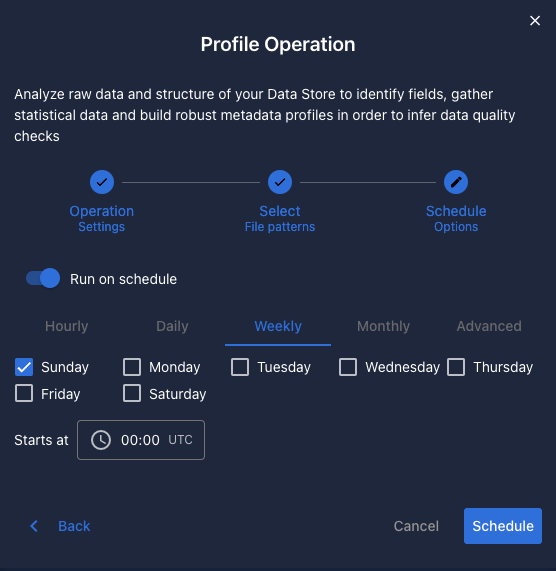 Profile Operation
Analyze raw data and structure of your Data Store to identify fields, gather
statistical data and build robust metadata profiles in order to infer data quality
checks
Operation
Settings
Select
File patterns
Schedule
Options
Run on schedule
Hourly Daily Weekly Monthly Advanced
Sunday Monday Tuesday Wednesday Thursday
Friday Saturday
Starts at 00:00 UTC
Back Cancel Schedule